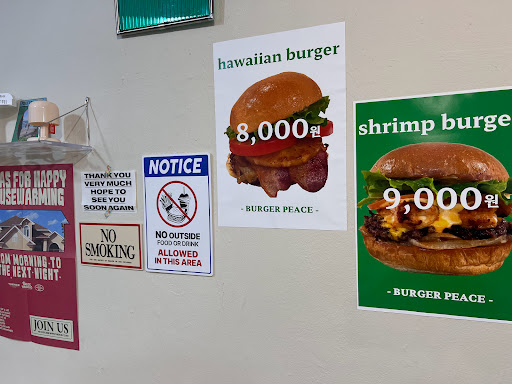 AS FOR HAPPY
USEWARMING
OM MORNING TO
THE NEXT NIGHT
JOIN US
THANK YOU
VERY MUCH
HOPE TO
SEE YOU
SOON AGAIN
NO
SMOKING
NOTICE
NO OUTSIDE
FOOD OR DRINK
ALLOWED
IN THIS AREA
hawaiian burger
8,000원
- BURGER PEACE -
shrimp burge
9,000원
- BURGER PEACE -